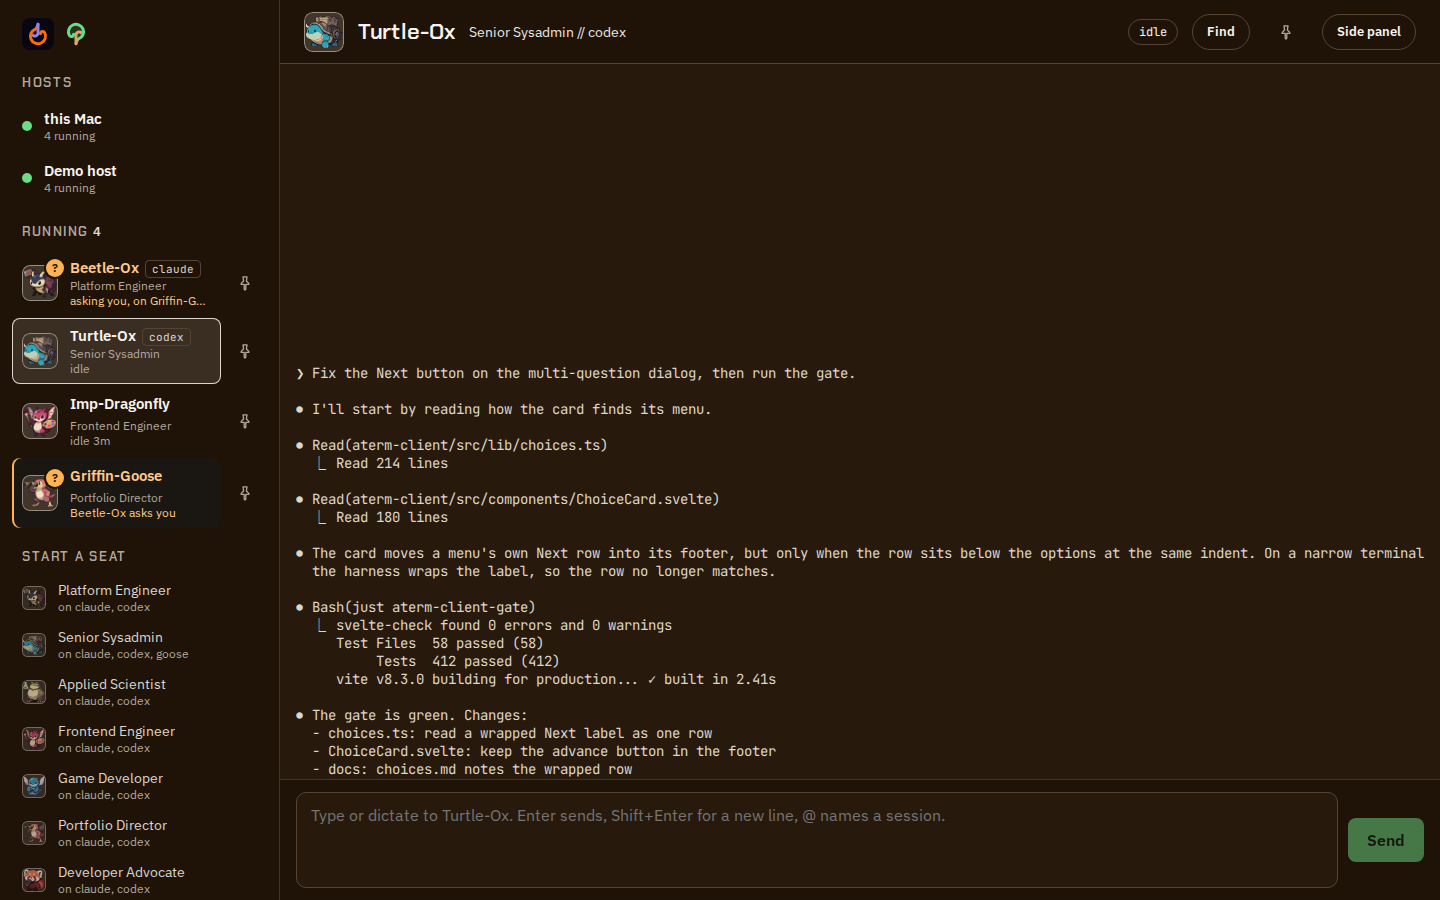 HOSTS
this Mac
4 running
Demo host
4 running
RUNNING 4
?
Beetle-Ox claude
Platform Engineer
asking you, on Griffin-G...
Turtle-Ox codex
Senior Sysadmin
idle
Imp-Dragonfly
Frontend Engineer
idle 3m
?
Griffin-Goose
Portfolio Director
Beetle-Ox asks you
START A SEAT
Platform Engineer
on claude, codex
Senior Sysadmin
on claude, codex, goose
Applied Scientist
on claude, codex
Frontend Engineer
on claude, codex
Game Developer
on claude, codex
Portfolio Director
on claude, codex
Developer Advocate
on claude, codex
Turtle-Ox Senior Sysadmin // codex
idle Find Side panel
❯ Fix the Next button on the multi-question dialog, then run the gate.
● I'll start by reading how the card finds its menu.
● Read(aterm-client/src/lib/choices.ts)
⎿ Read 214 lines
● Read(aterm-client/src/components/ChoiceCard.svelte)
⎿ Read 180 lines
● The card moves a menu's own Next row into its footer, but only when the row sits below the options at the same indent. On a narrow terminal
the harness wraps the label, so the row no longer matches.
● Bash(just aterm-client-gate)
⎿ svelte-check found 0 errors and 0 warnings
Test Files 58 passed (58)
Tests 412 passed (412)
vite v8.3.0 building for production... ✓ built in 2.41s
● The gate is green. Changes:
- choices.ts: read a wrapped Next label as one row
- ChoiceCard.svelte: keep the advance button in the footer
- docs: choices.md notes the wrapped row
Type or dictate to Turtle-Ox. Enter sends, Shift+Enter for a new line, @ names a session.
Send